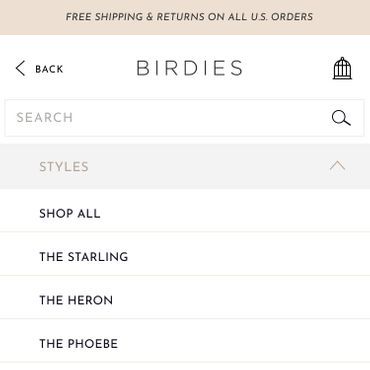 FREE SHIPPING & RETURNS ON ALL U.S. ORDERS
BACK
BIRDIES
SEARCH
STYLES
SHOP ALL
THE STARLING
THE HERON
THE PHOEBE